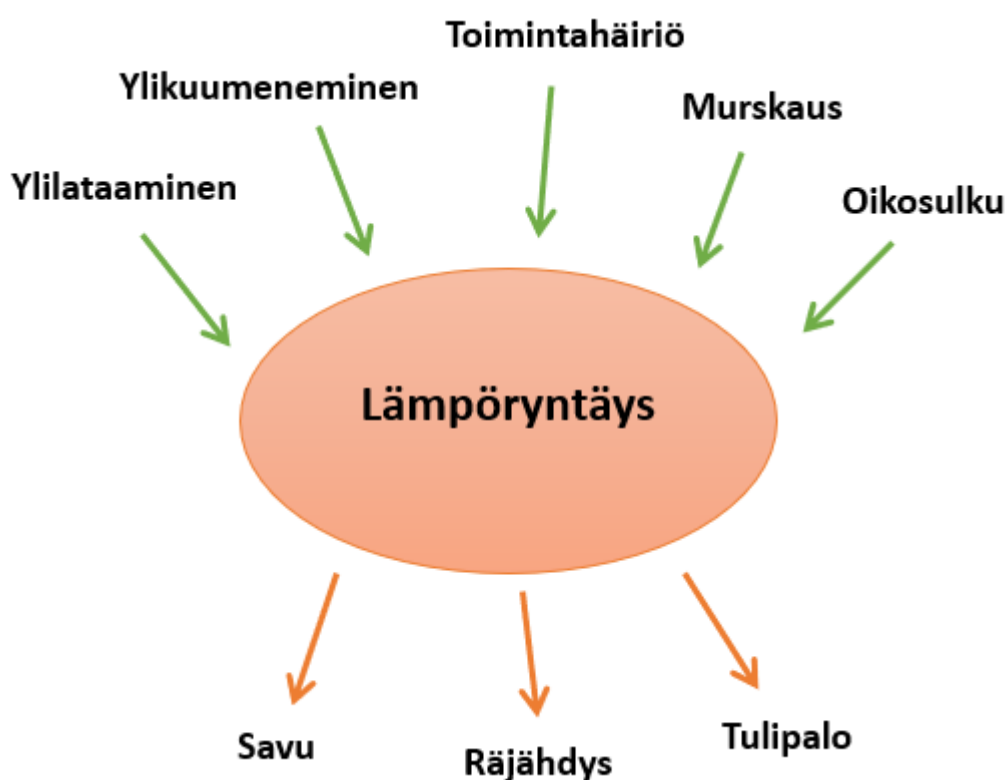 Toimintahäiriö
Ylikuumeneminen
Murskaus
Ylilataaminen
Oikosulku
Lämpöryntäys
Savu
Räjähdys
Tulipalo